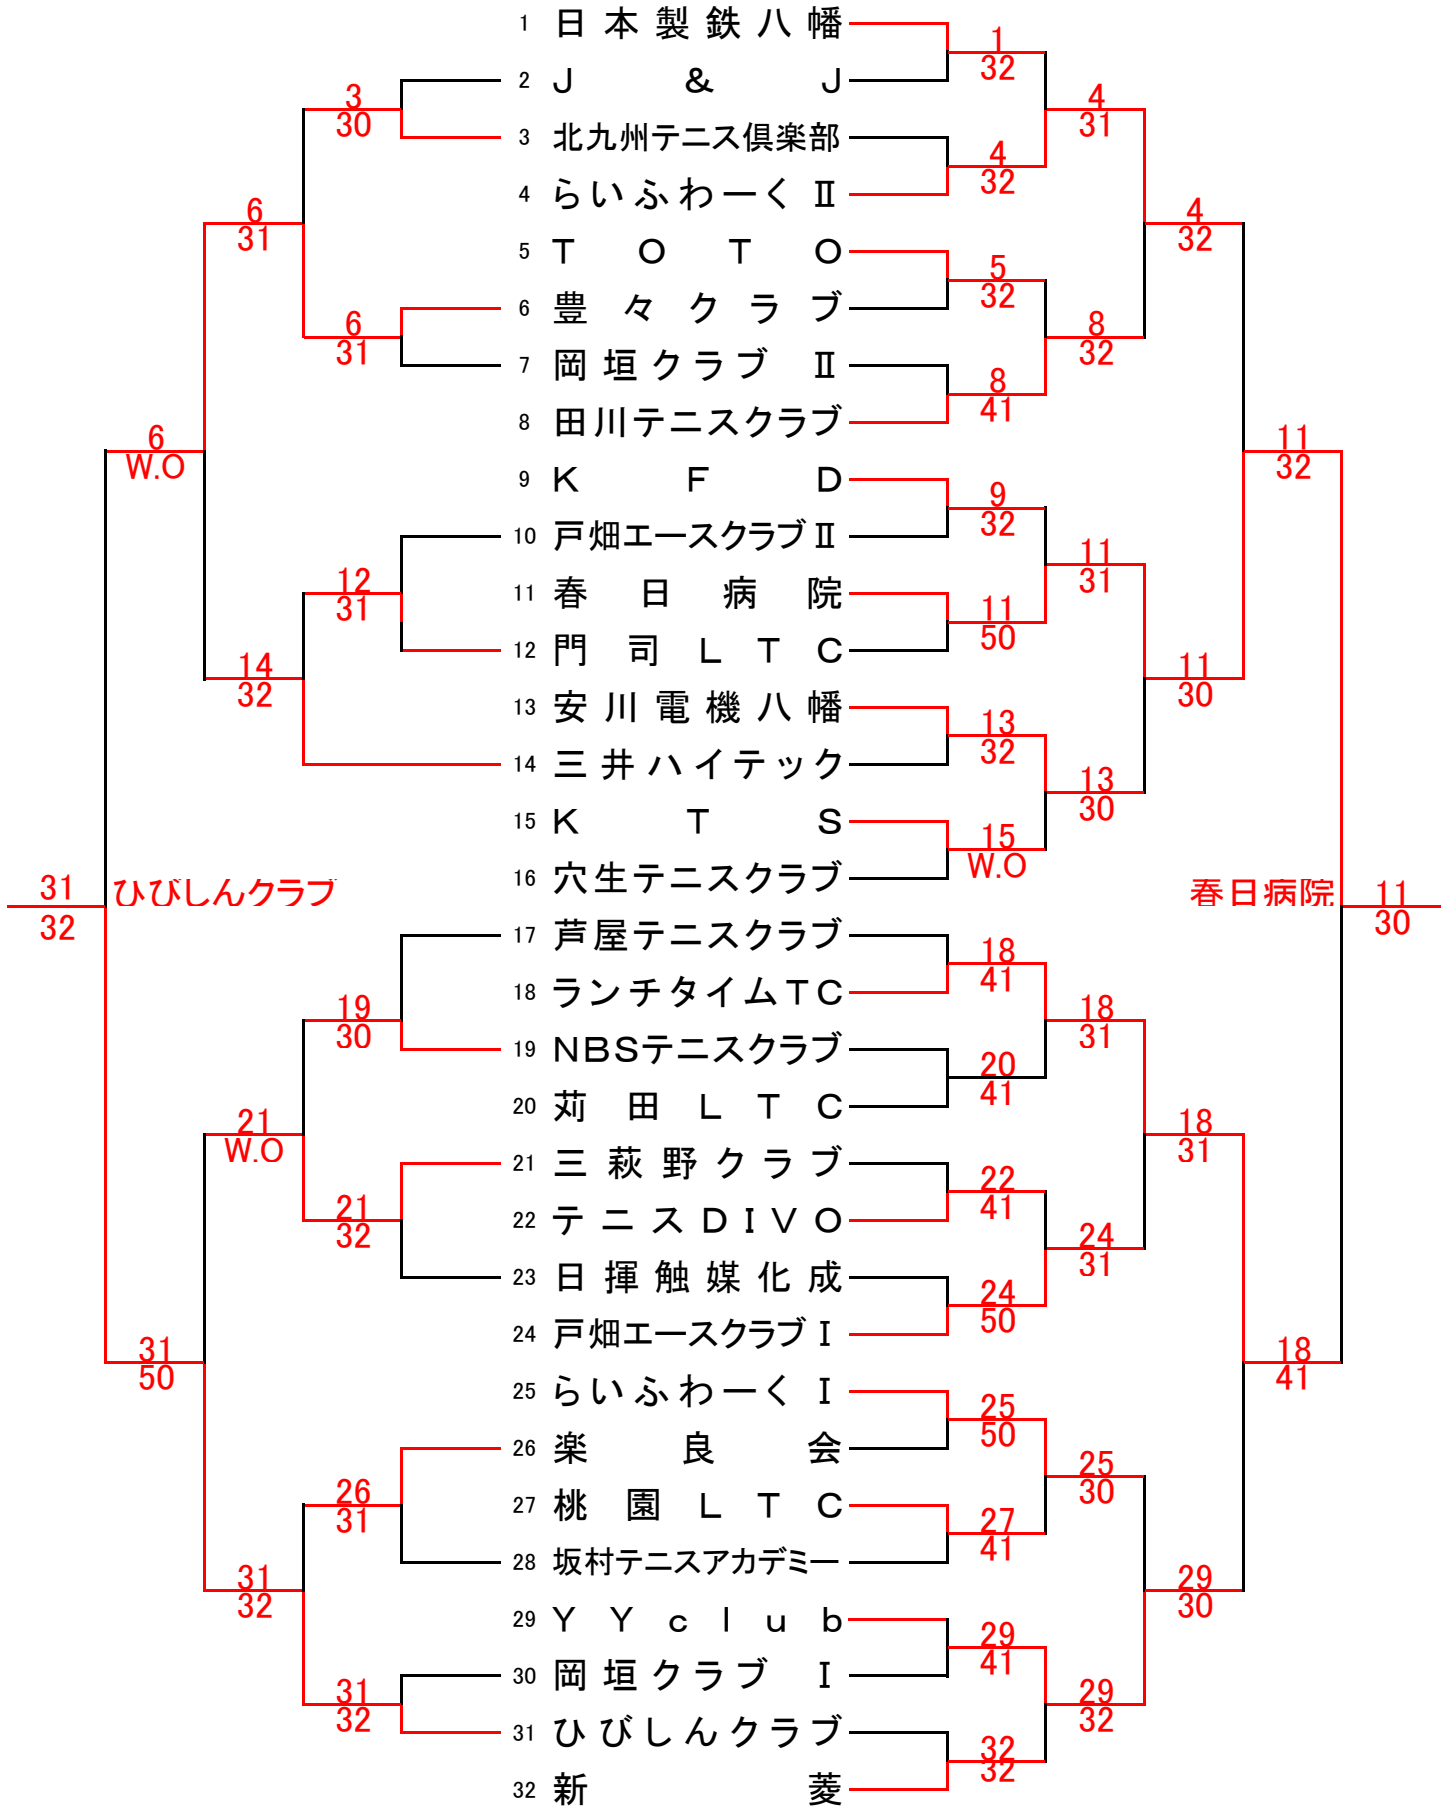 1 日本製鉄八幡
2 J & J
3 北九州テニス倶楽部
4 らいふわーくⅡ
5 TOTO
6 豊々クラブ
7 岡垣クラブ Ⅱ
8 田川テニスクラブ
9 KFD
10 戸畑エースクラブⅡ
11 春日病院
12 門司LTC
13 安川電機八幡
14 三井ハイテック
15 KTS
16 穴生テニスクラブ
17 芦屋テニスクラブ
18 ランチタイムTC
19 NBSテニスクラブ
20 苅田LTC
21 三萩野クラブ
22 テニスDIVO
23 日揮触媒化成
24 戸畑エースクラブⅠ
25 らいふわーくⅠ
26 楽良会
27 桃園LTC
28 坂村テニスアカデミー
29 YYclub
30 岡垣クラブ Ⅰ
31 ひびしんクラブ
32 新菱
3
30
6
31
12
31
19
30
21
32
26
31
31
32
6
31
14
32
21
W.O
31
32
6
W.O
31
50
31
32
ひびしんクラブ
1
32
4
32
5
32
8
41
9
32
11
50
13
32
15
W.O
18
41
20
41
22
41
24
50
25
50
27
41
29
41
32
32
4
31
8
32
11
31
13
30
18
31
24
31
25
30
29
32
4
32
11
30
18
31
29
30
11
32
18
41
春日病院
11
30